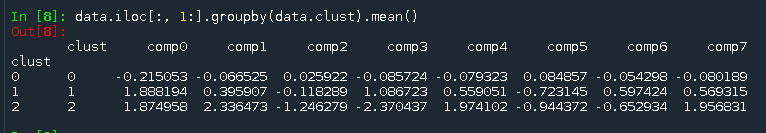 In [8]: data.iloc[:, 1:].groupby(data.clust).mean()
Out[8]:
clust comp0 comp1 comp2 comp3 comp4 comp5 comp6 comp7
clust
0 0 -0.215053 -0.066525 0.025922 -0.085724 -0.079323 0.084857 -0.054298 -0.080189
1 1 1.888194 0.395907 -0.118289 1.086723 0.559051 -0.723145 0.597424 0.569315
2 2 1.874958 2.336473 -1.246279 -2.370437 1.974102 -0.944372 -0.652934 1.956831